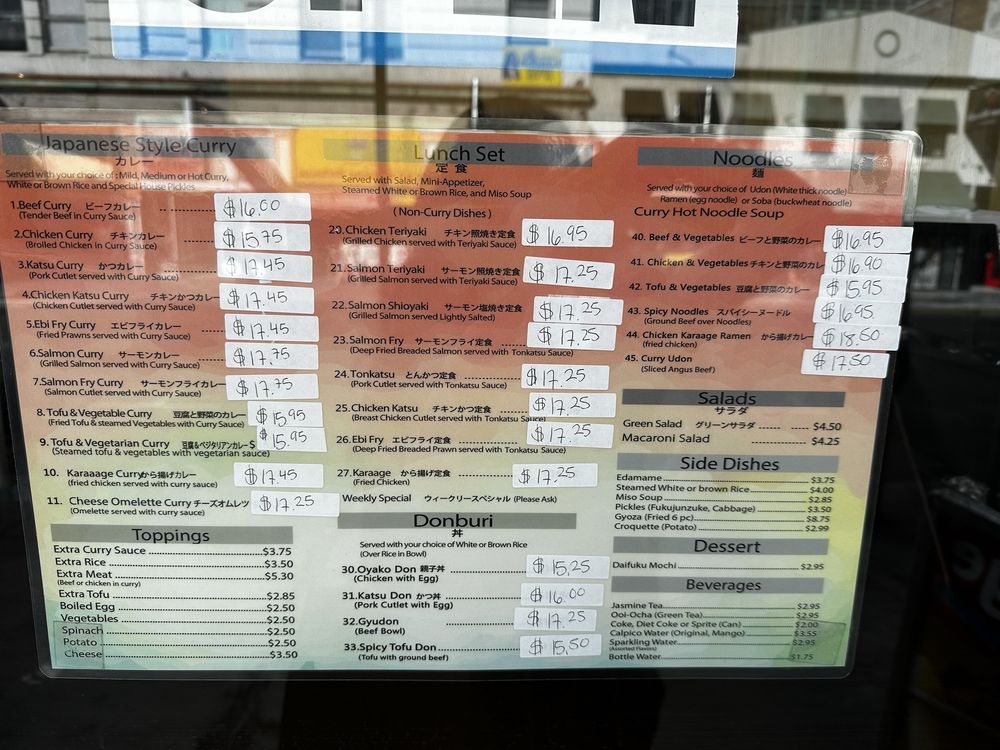 OPEN
Japanese Style Curry
カレー
Served with your choice of : Mild, Medium or Hot Curry,
White or Brown Rice and Special House Pickles
1.Beef Curry ビーフカレー $16.00
(Tender Beef in Curry Sauce)
2.Chicken Curry チキンカレー $15.75
(Broiled Chicken in Curry Sauce)
3.Katsu Curry かつカレー $17.45
(Pork Cutlet served with Curry Sauce)
4.Chicken Katsu Curry チキンかつカレー $17.45
(Chicken Cutlet served with Curry Sauce)
5.Ebi Fry Curry エビフライカレー $17.45
(Fried Prawns served with Curry Sauce)
6.Salmon Curry サーモンカレー $17.75
(Grilled Salmon served with Curry Sauce)
7.Salmon Fry Curry サーモンフライカレー $17.75
(Salmon Cutlet served with Curry Sauce)
8. Tofu & Vegetable Curry 豆腐と野菜のカレー $15.95
(Fried Tofu & steamed Vegetables with Curry Sauce)
9. Tofu & Vegetarian Curry 豆腐&ベジタリアンカレー $ $15.95
(Steamed tofu & vegetables with vegetarian sauce)
10. Karaaage Curryから揚げカレー $17.45
(fried chicken served with curry sauce)
11. Cheese Omelette Curry チーズオムレツ $17.25
(Omelette served with curry sauce)
Toppings
Extra Curry Sauce $3.75
Extra Rice $3.50
Extra Meat $5.30
(Beef or chicken in curry)
Extra Tofu $2.85
Boiled Egg $2.50
Vegetables $2.50
Spinach $2.50
Potato $2.50
Cheese $3.50
Lunch Set
定食
Served with Salad, Mini-Appetizer,
Steamed White or Brown Rice, and Miso Soup
(Non-Curry Dishes )
20.Chicken Teriyaki チキン照焼き定食 $16.95
(Grilled Chicken served with Teriyaki Sauce)
21.Salmon Teriyaki サーモン照焼き定食 $17.25
(Grilled Salmon served with Teriyaki Sauce)
22.Salmon Shioyaki サーモン塩焼き定食 $17.25
(Grilled Salmon served Lightly Salted)
23.Salmon Fry サーモンフライ定食 $17.25
(Deep Fried Breaded Salmon served with Tonkatsu Sauce)
24.Tonkatsu とんかつ定食 $17.25
(Pork Cutlet served with Tonkatsu Sauce)
25.Chicken Katsu チキンかつ定食 $17.25
(Breast Chicken Cutlet served with Tonkatsu Sauce)
26.Ebi Fry エビフライ定食 $17.25
(Deep Fried Breaded Prawn served with Tonkatsu Sauce)
27.Karaage から揚げ定食 $17.25
(Fried Chicken)
Weekly Special ウィークリースペシャル (Please Ask)
Donburi
丼
Served with your choice of White or Brown Rice
(Over Rice in Bowl)
30.Oyako Don 親子丼 $15.25
(Chicken with Egg)
31.Katsu Don かつ丼 $16.00
(Pork Cutlet with Egg)
32.Gyudon $17.25
(Beef Bowl)
33.Spicy Tofu Don $15.50
(Tofu with ground beef)
Noodles
麺
Served with your choice of Udon (White thick noodle)
Ramen (egg noodle) or Soba (buckwheat noodle)
Curry Hot Noodle Soup
40. Beef & Vegetables ビーフと野菜のカレー $16.95
41. Chicken & Vegetables チキンと野菜のカレ $16.90
42. Tofu & Vegetables 豆腐と野菜のカレー $15.95
43. Spicy Noodles スパイシーヌードル $16.95
(Ground Beef over Noodles)
44. Chicken Karaage Ramen から揚げカレー $18.50
(fried chicken)
45. Curry Udon $17.50
(Sliced Angus Beef)
Salads
サラダ
Green Salad グリーンサラダ $4.50
Macaroni Salad $4.25
Side Dishes
Edamame $3.75
Steamed White or brown Rice $4.00
Miso Soup $2.85
Pickles (Fukujunzuke, Cabbage) $3.50
Gyoza (Fried 6 pc) $8.75
Croquette (Potato) $2.99
Dessert
Daifuku Mochi $2.95
Beverages
Jasmine Tea $2.95
Ooi-Ocha (Green Tea) $2.95
Coke, Diet Coke or Sprite (Can) $2.00
Calpico Water (Original, Mango) $3.55
Sparkling Water $2.95
(Assorted Flavors)
Bottle Water $1.75